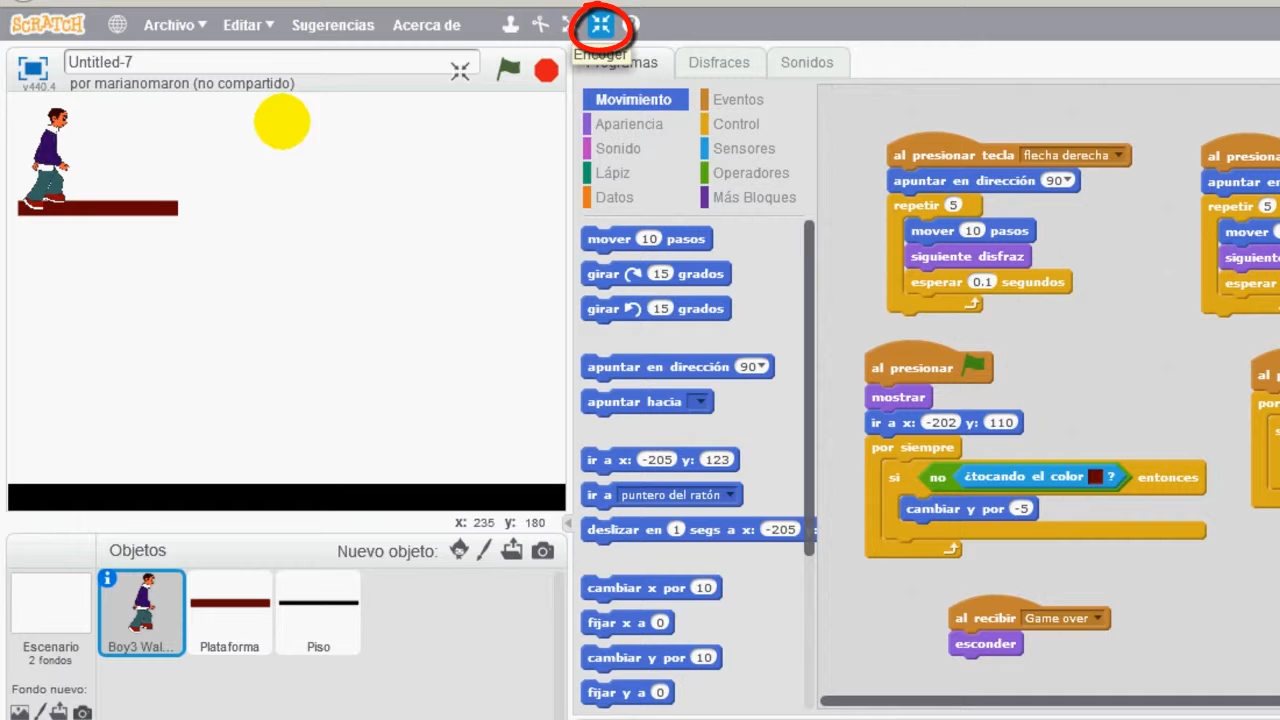 SCRATCH Archivo Editar Sugerencias Acerca de
Encoger
v440.4
Untitled-7
por marianomaron (no compartido)
Programas Disfraces Sonidos
Movimiento Eventos
Apariencia Control
Sonido Sensores
Lápiz Operadores
Datos Más Bloques
mover 10 pasos
girar 15 grados
girar 15 grados
apuntar en dirección 90
apuntar hacia
ir a x: -205 y: 123
ir a puntero del ratón
deslizar en 1 segs a x: -205
cambiar x por 10
fijar x a 0
cambiar y por 10
fijar y a 0
al presionar tecla flecha derecha
apuntar en dirección 90
repetir 5
mover 10 pasos
siguiente disfraz
esperar 0.1 segundos
al presionar
mostrar
ir a x: -202 y: 110
por siempre
si no ¿tocando el color ? entonces
cambiar y por -5
al recibir Game over
esconder
apuntar en
repetir 5
mover
esperar
al
x: 235 y: 180
Objetos Nuevo objeto:
Escenario
2 fondos
Boy3 Wal...
Plataforma
Piso
Fondo nuevo: